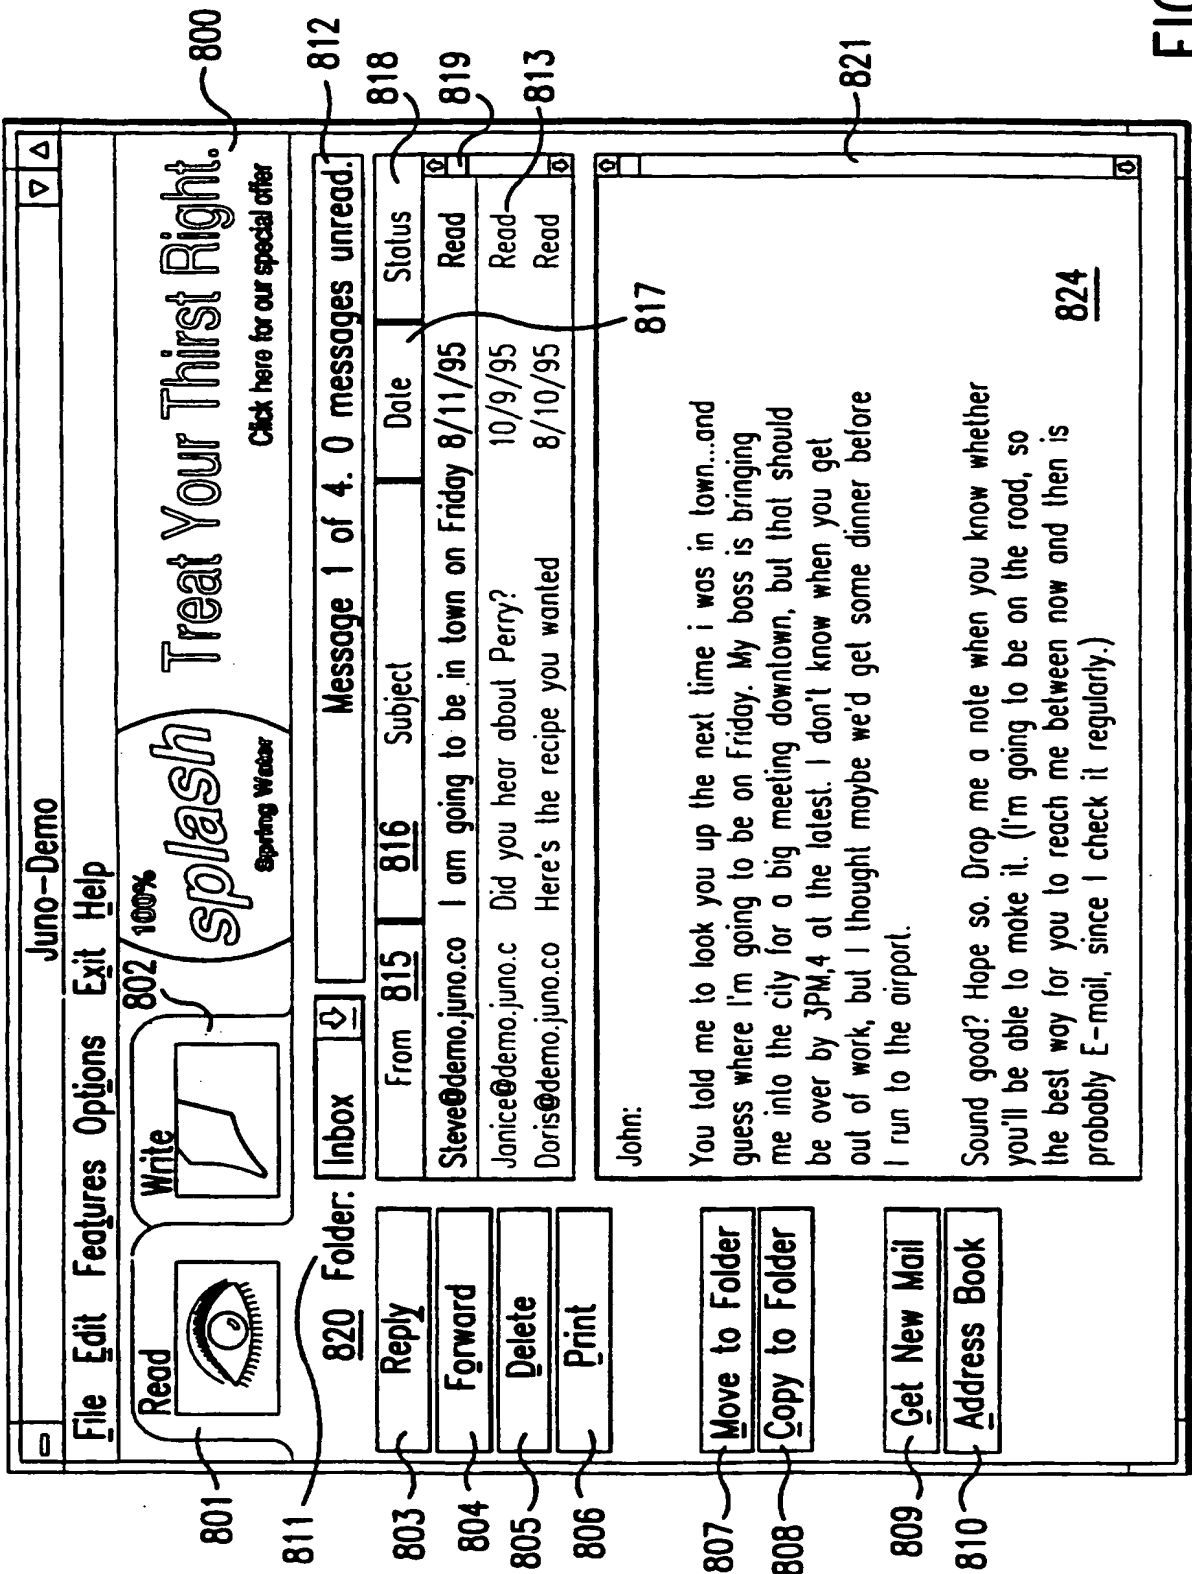 Juno-Demo
File Edit Features Options Exit Help
Read
Write
802
100%
splash
Spring Water
Treat Your Thirst Right.
Click here for our special offer
800
801
811
820 Folder: Inbox
Message 1 of 4. 0 messages unread.
812
From 815 816 Subject Date Status
818
Steve@demo.juno.co I am going to be in town on Friday 8/11/95 Read
819
Janice@demo.juno.c Did you hear about Perry? 10/9/95 Read
813
Doris@demo.juno.co Here's the recipe you wanted 8/10/95 Read
803 Reply
804 Forward
805 Delete
806 Print
817
807 Move to Folder
808 Copy to Folder
809 Get New Mail
810 Address Book
821
John:
You told me to look you up the next time i was in town...and
guess where I'm going to be on Friday. My boss is bringing
me into the city for a big meeting downtown, but that should
be over by 3PM,4 at the latest. I don't know when you get
out of work, but I thought maybe we'd get some dinner before
I run to the airport.
Sound good? Hope so. Drop me a note when you know whether
you'll be able to make it. (I'm going to be on the road, so
the best way for you to reach me between now and then is
probably E-mail, since I check it regularly.)
824